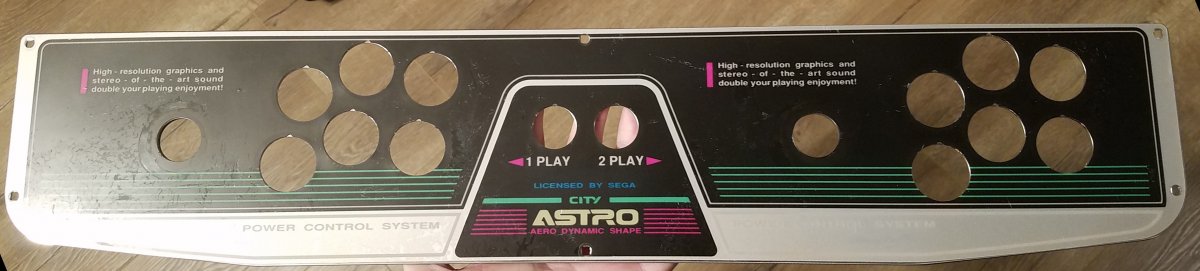 High - resolution graphics and
stereo - of - the - art sound
double your playing enjoyment!
High - resolution graphics and
stereo - of - the - art sound
double your playing enjoyment!
1 PLAY
2 PLAY
LICENSED BY SEGA
CITY
ASTRO
AERO DYNAMIC SHAPE
POWER CONTROL SYSTEM